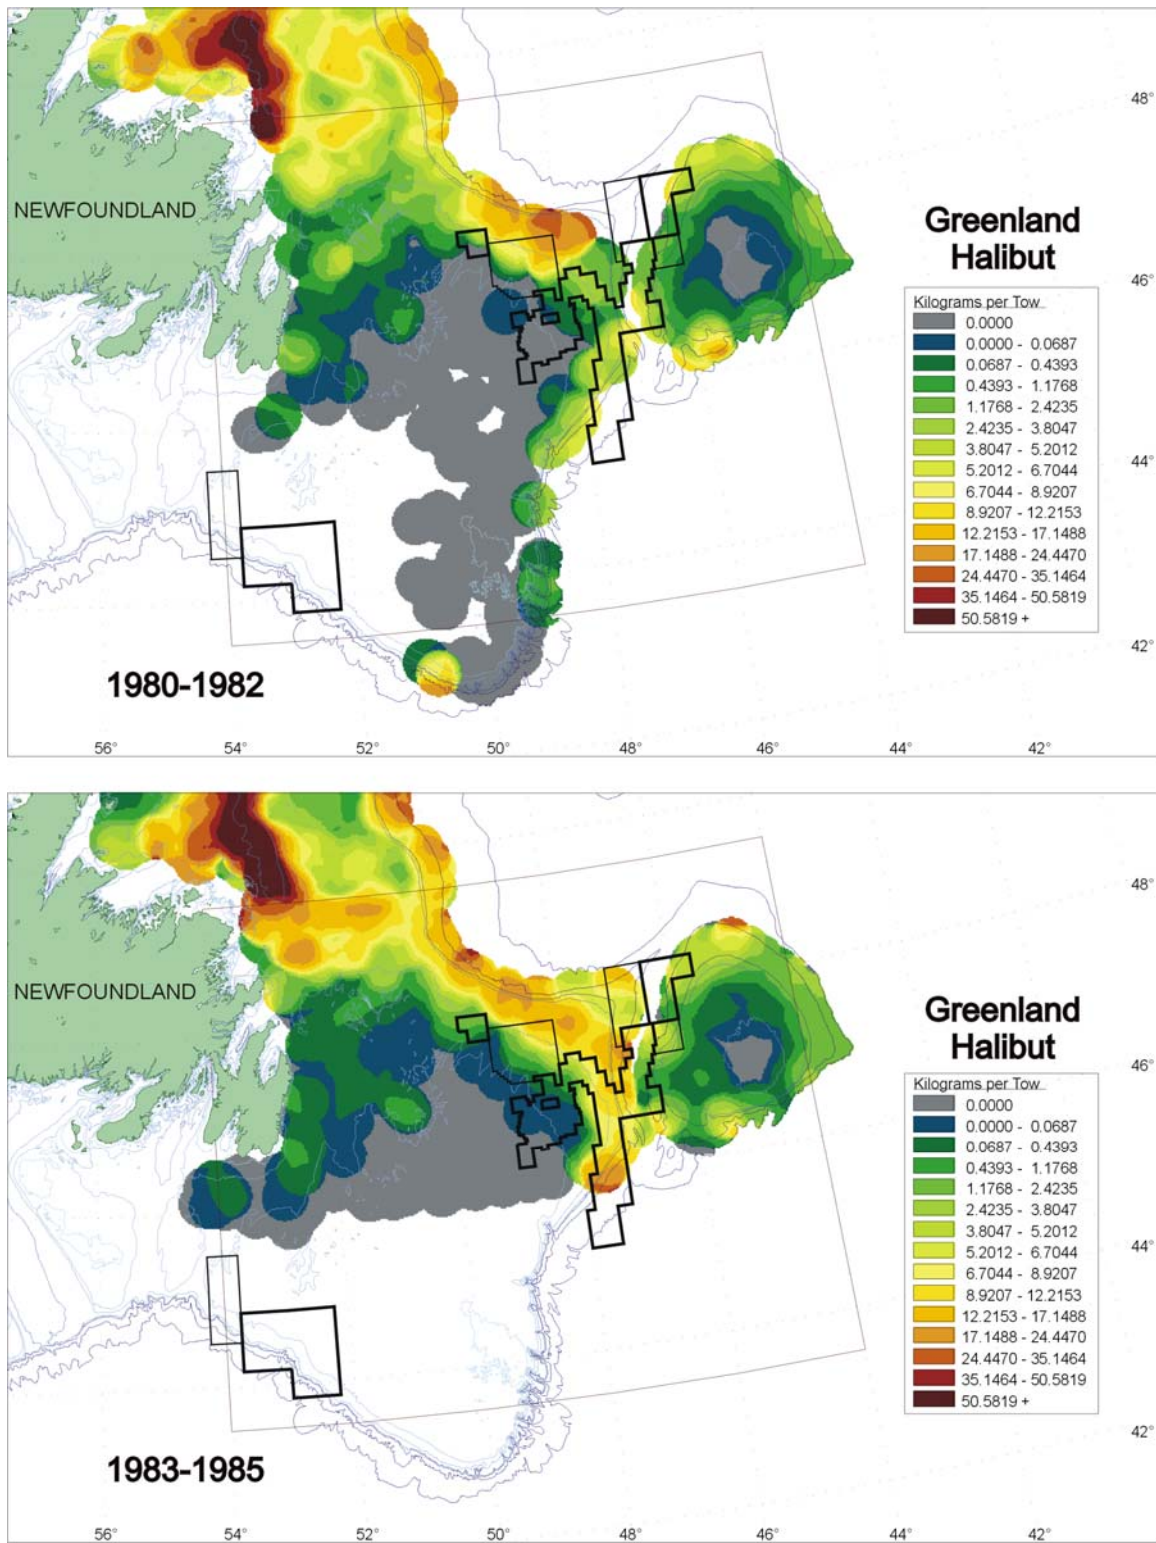 48°
NEWFOUNDLAND
Greenland
Halibut
46°
Kilograms per Tow
0.0000
0.0000 - 0.0687
0.0687 - 0.4393
0.4393 - 1.1768
1.1768 - 2.4235
2.4235 - 3.8047
3.8047 - 5.2012
5.2012 - 6.7044
6.7044 - 8.9207
8.9207 - 12.2153
12.2153 - 17.1488
17.1488 - 24.4470
24.4470 - 35.1464
35.1464 - 50.5819
50.5819 +
44°
42°
1980-1982
56° 54° 52° 50° 48° 46° 44° 42°
48°
NEWFOUNDLAND
Greenland
Halibut
46°
Kilograms per Tow
0.0000
0.0000 - 0.0687
0.0687 - 0.4393
0.4393 - 1.1768
1.1768 - 2.4235
2.4235 - 3.8047
3.8047 - 5.2012
5.2012 - 6.7044
6.7044 - 8.9207
8.9207 - 12.2153
12.2153 - 17.1488
17.1488 - 24.4470
24.4470 - 35.1464
35.1464 - 50.5819
50.5819 +
44°
42°
1983-1985
56° 54° 52° 50° 48° 46° 44° 42°